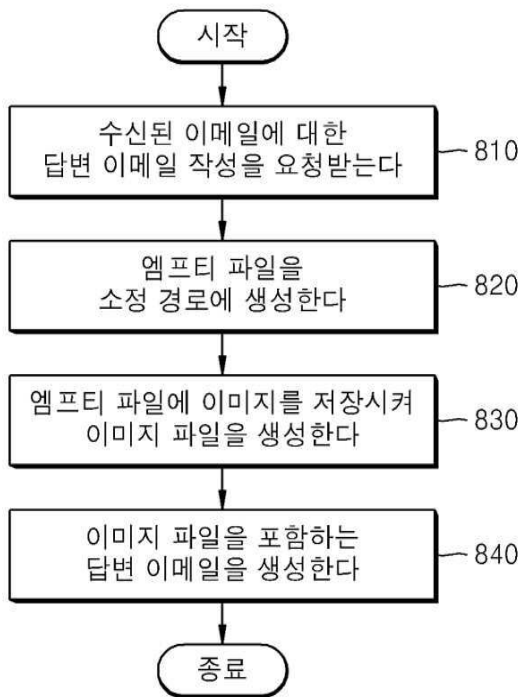 시작
수신된 이메일에 대한
답변 이메일 작성을 요청받는다
810
엠프티 파일을
소정 경로에 생성한다
820
엠프티 파일에 이미지를 저장시켜
이미지 파일을 생성한다
830
이미지 파일을 포함하는
답변 이메일을 생성한다
840
종료